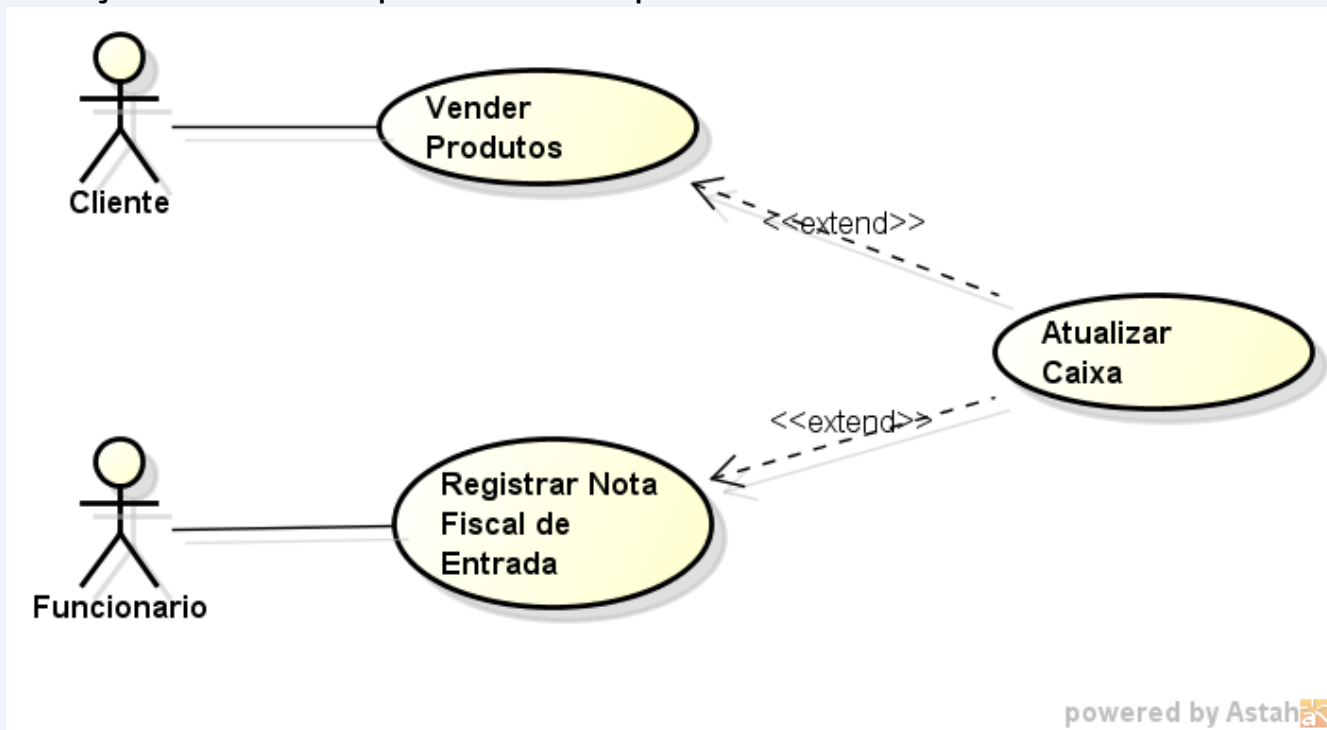 Cliente
Vender
Produtos
<<extend>>
Atualizar
Caixa
<<extend>>
Registrar Nota
Fiscal de
Entrada
Funcionario
powered by Astah